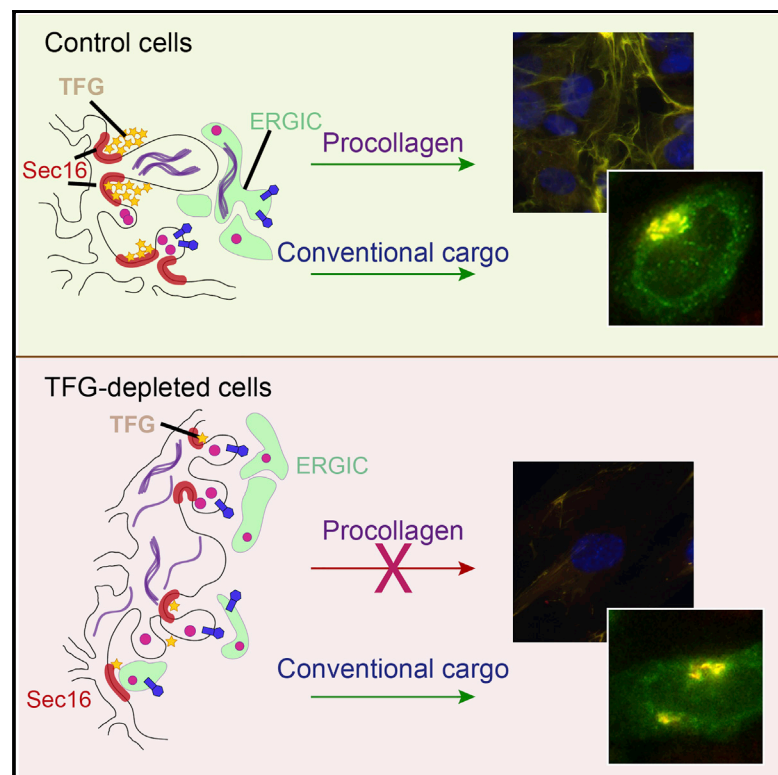 Control cells
TFG
ERGIC
Sec16
Procollagen
Conventional cargo
TFG-depleted cells
TFG
ERGIC
Procollagen
X
Conventional cargo
Sec16